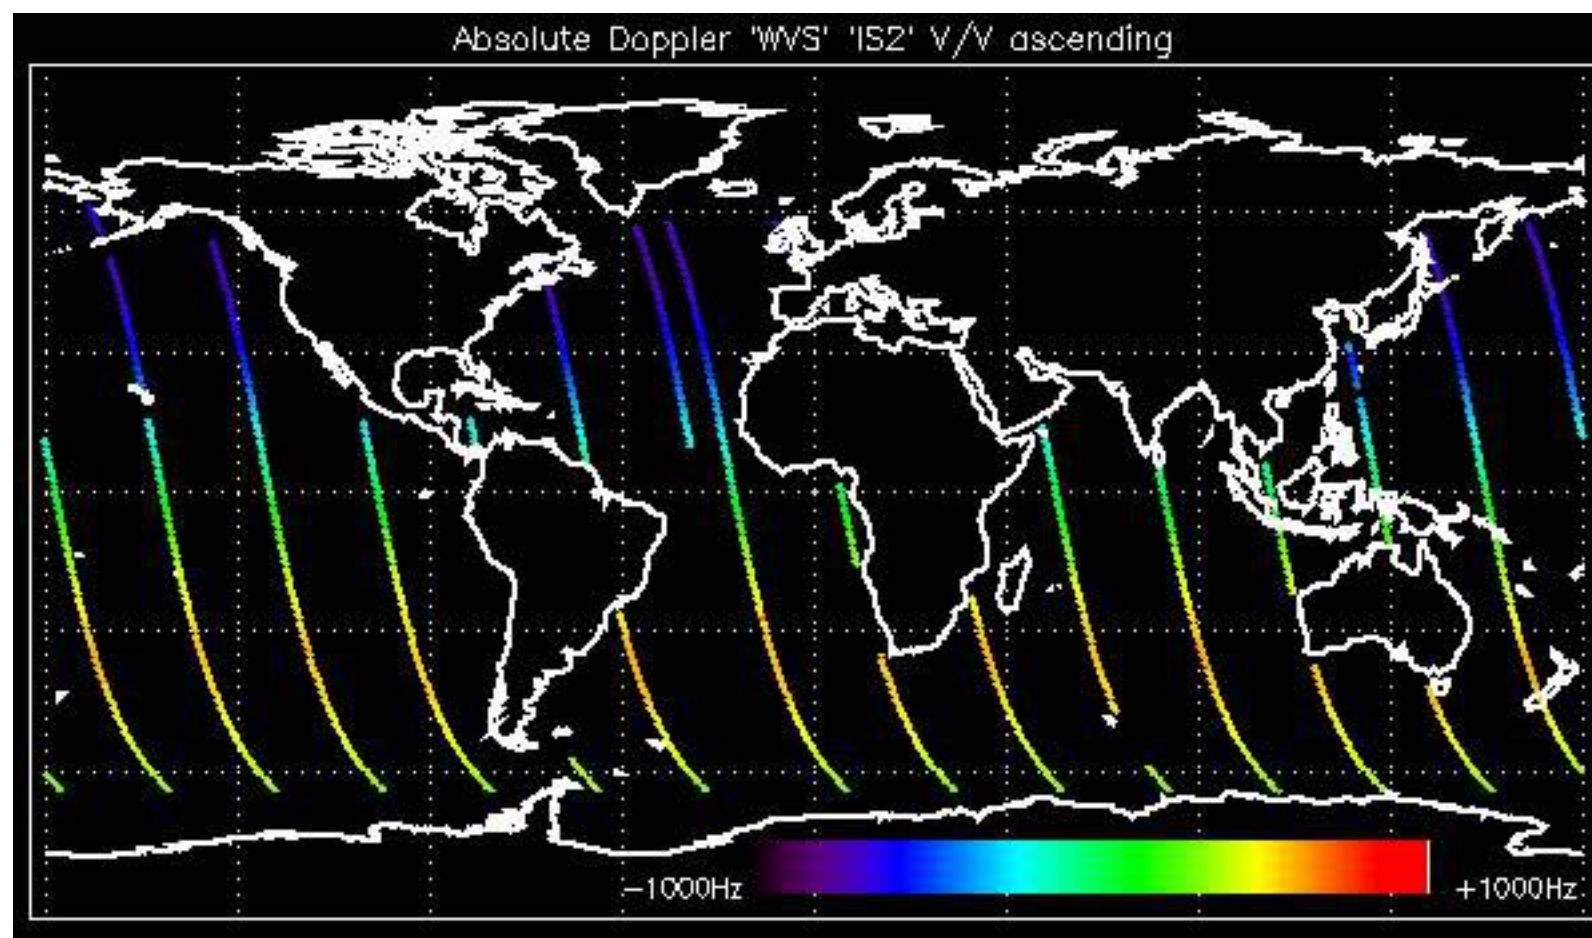 Absolute Doppler 'WVS' 'IS2' V/V ascending
-1000Hz
+1000Hz